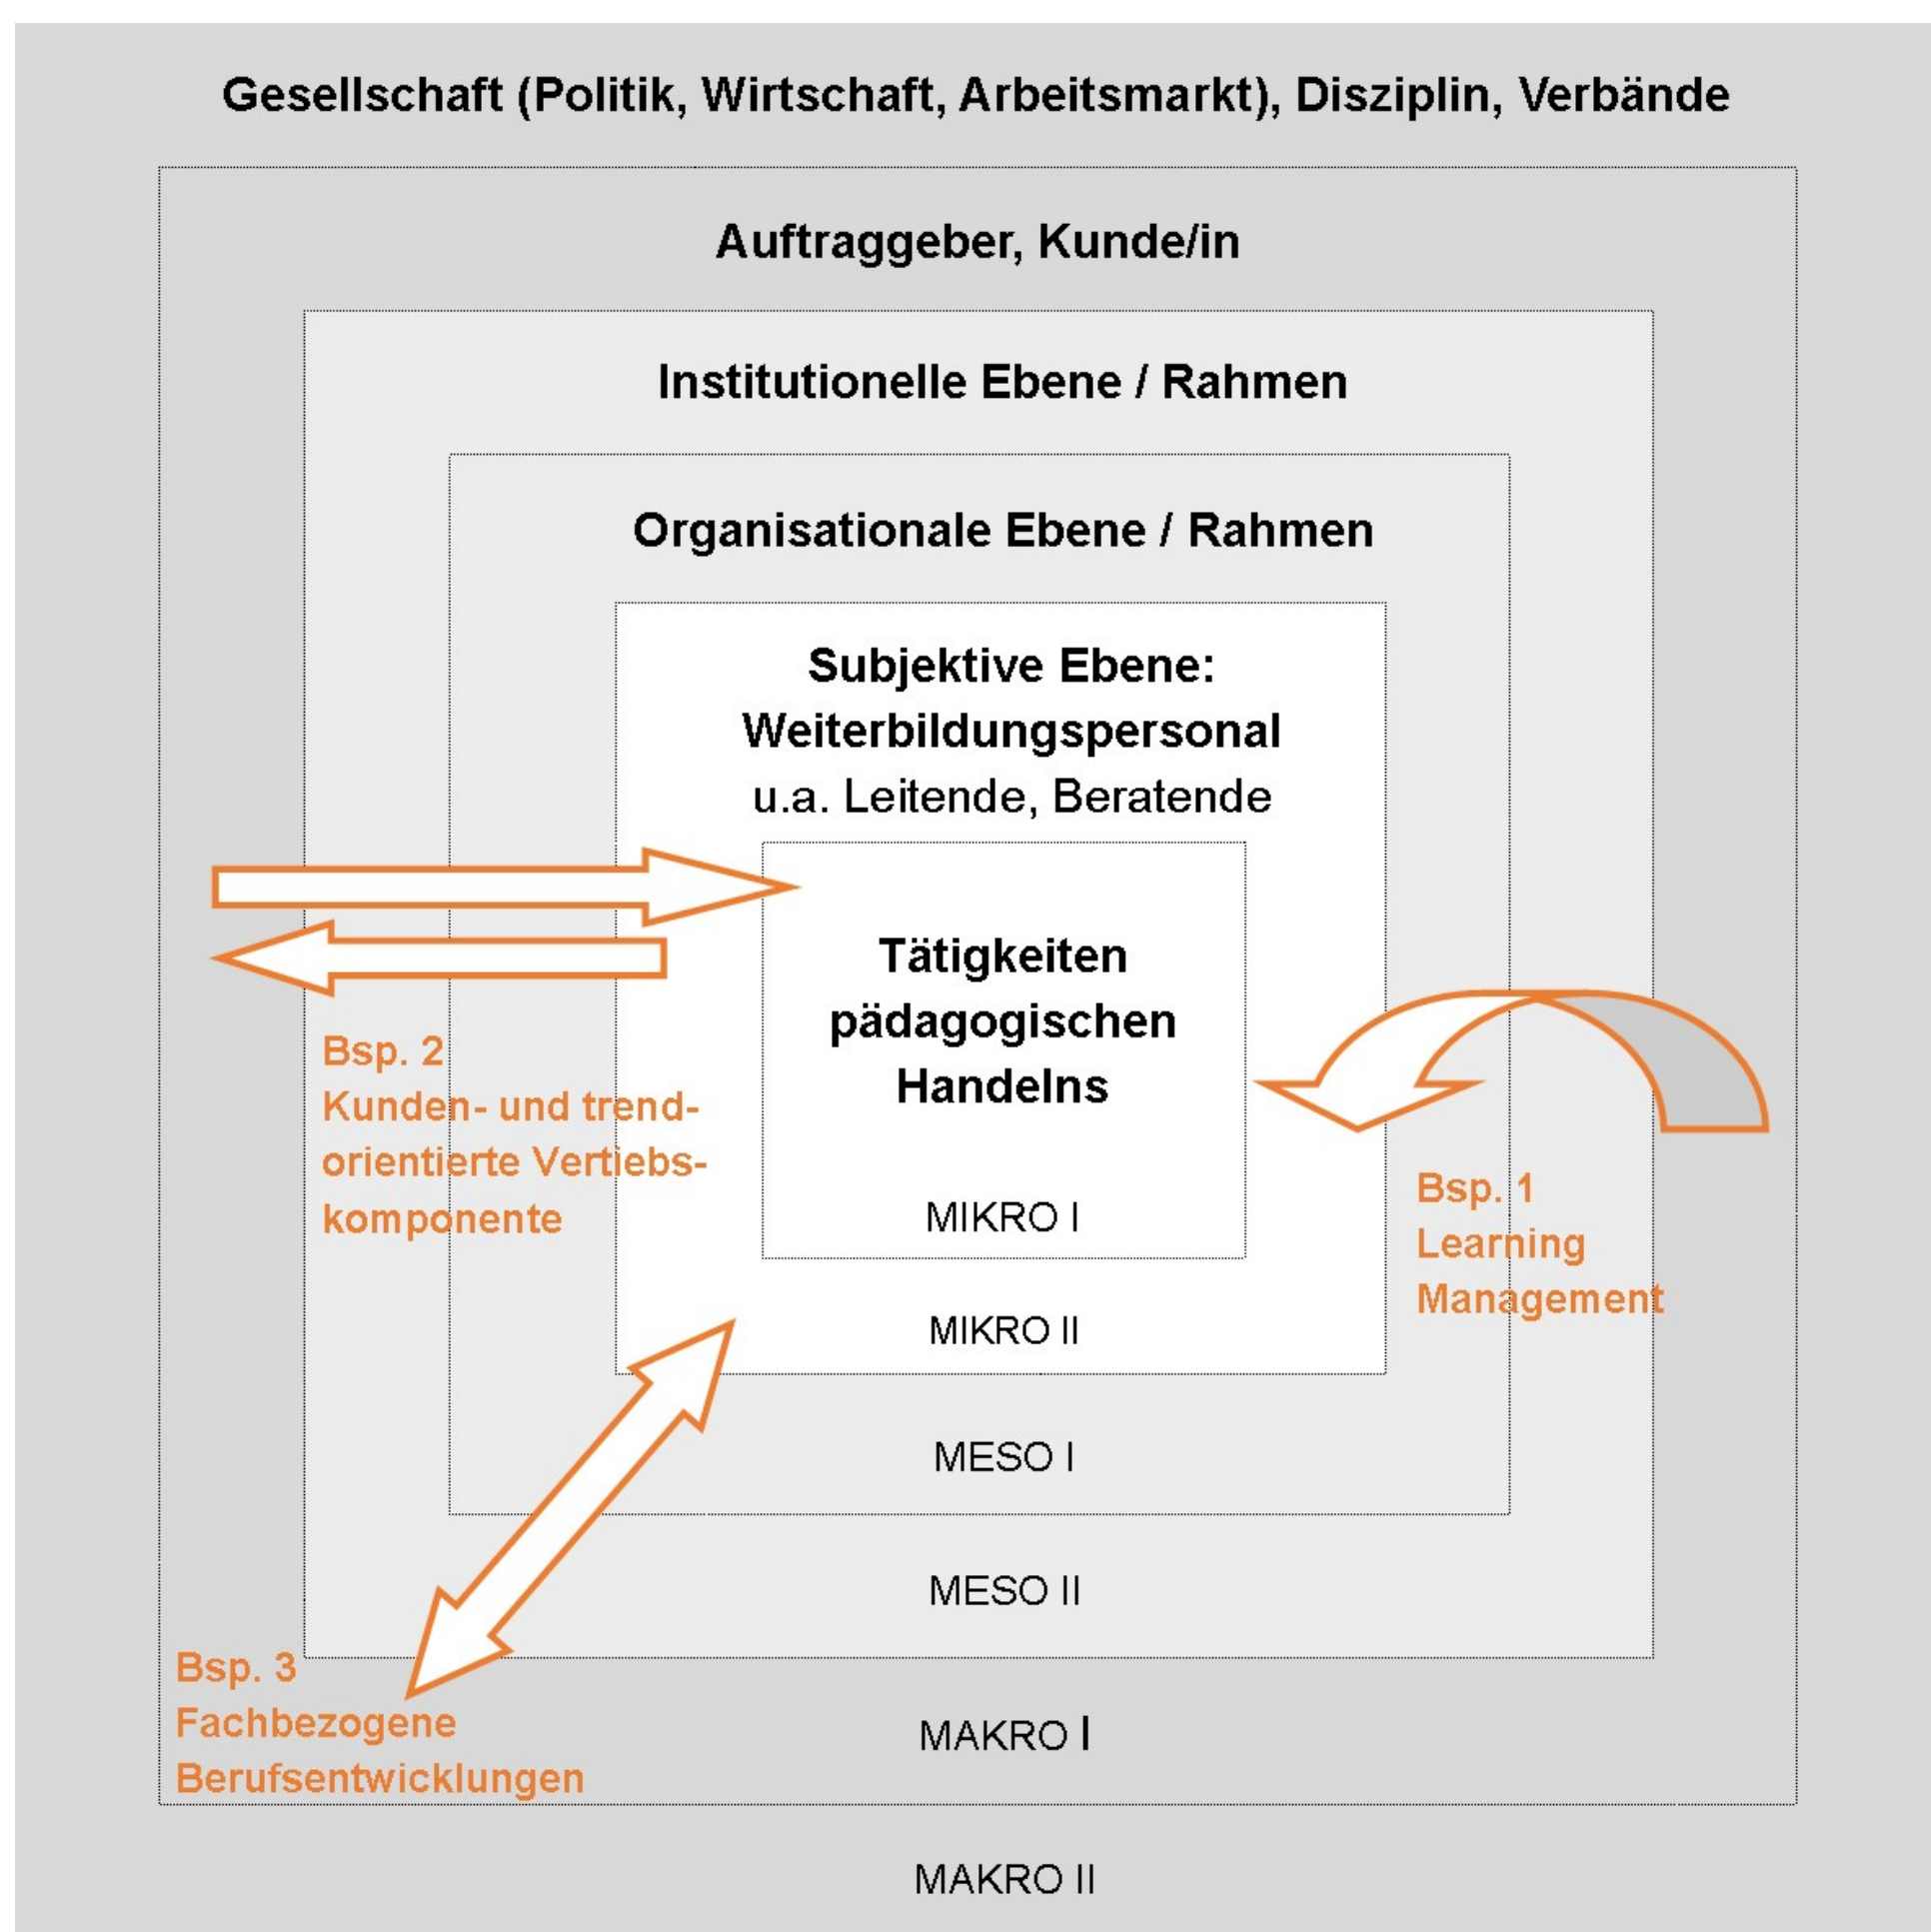 Gesellschaft (Politik, Wirtschaft, Arbeitsmarkt), Disziplin, Verbände
Auftraggeber, Kunde/in
Institutionelle Ebene / Rahmen
Organisationale Ebene / Rahmen
Subjektive Ebene:
Weiterbildungspersonal
u.a. Leitende, Beratende
Tätigkeiten
pädagogischen
Handelns
MIKRO I
MIKRO II
MESO I
MESO II
MAKRO I
MAKRO II
Bsp. 2
Kunden- und trend-
orientierte Vertiebs-
komponente
Bsp. 1
Learning
Management
Bsp. 3
Fachbezogene
Berufsentwicklungen